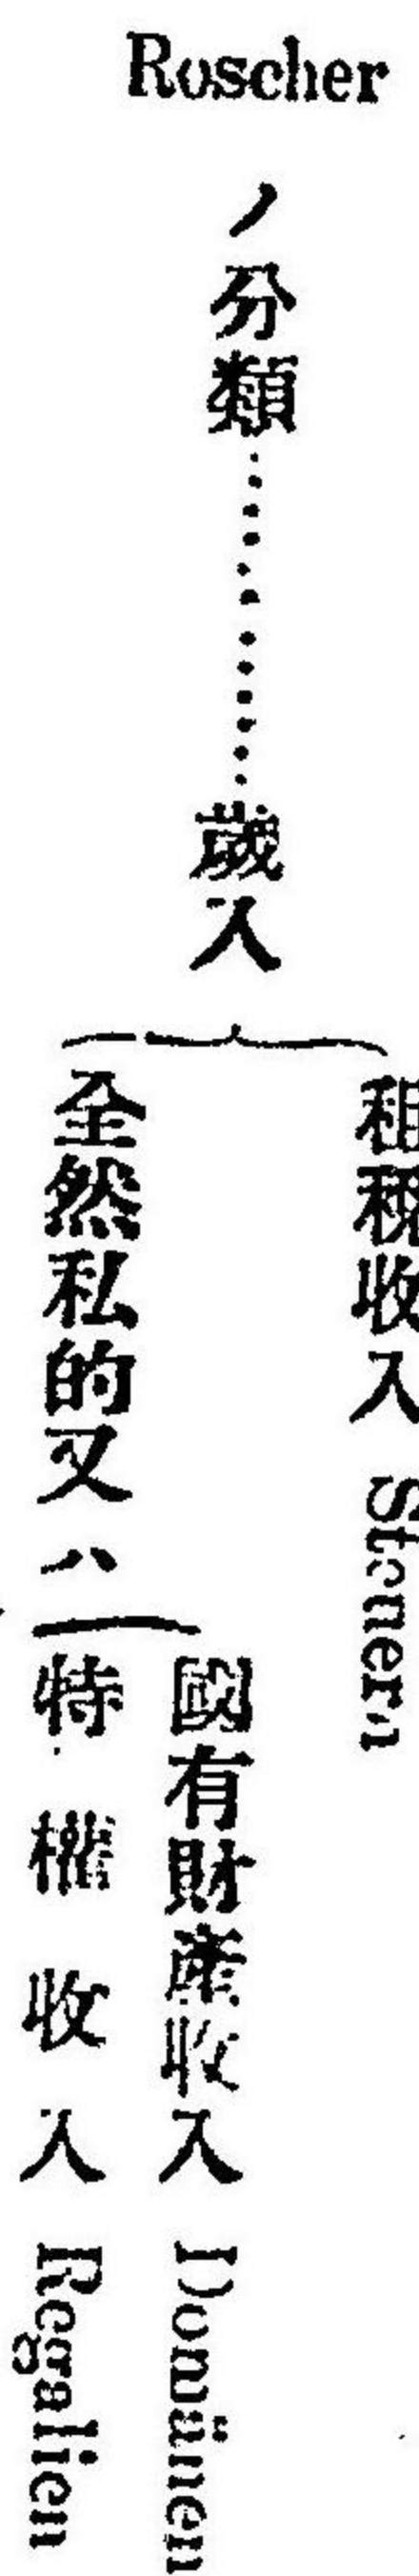 Roscher
ノ分類…………歲入
租稅收入 Steuern
全然私的又ハ
國有財產收入 Domänen
特權收入 Regalien